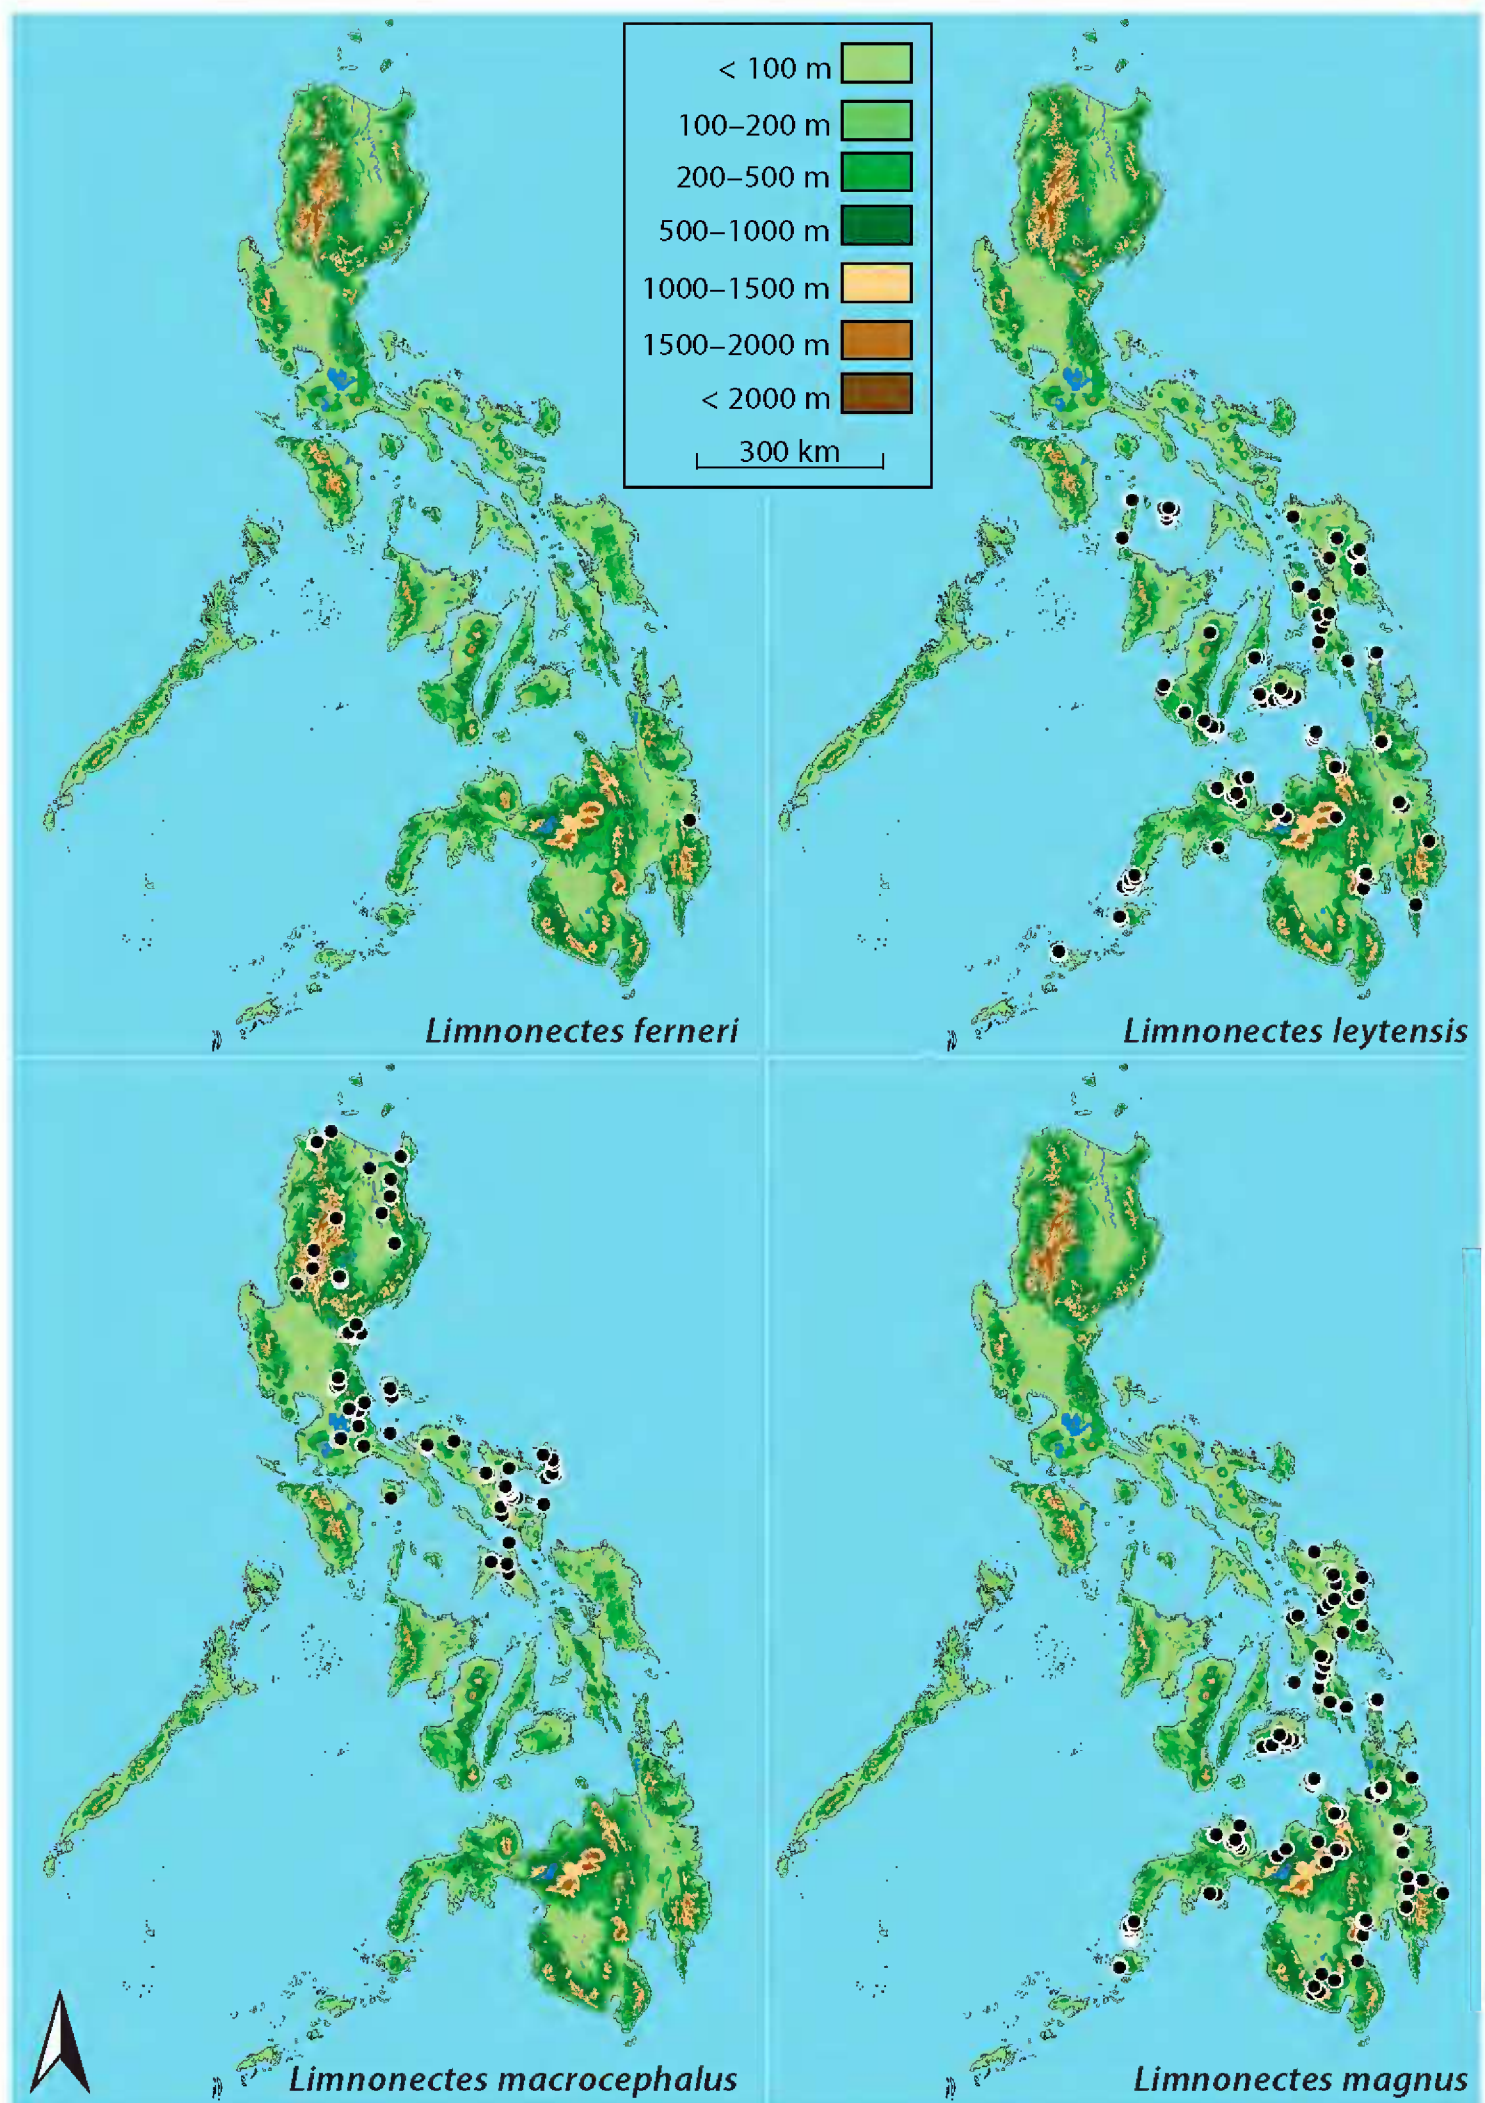 < 100 m
100–200 m
200–500 m
500–1000 m
1000–1500 m
1500–2000 m
< 2000 m
300 km
Limnonectes ferneri
Limnonectes leytensis
Limnonectes macrocephalus
Limnonectes magnus